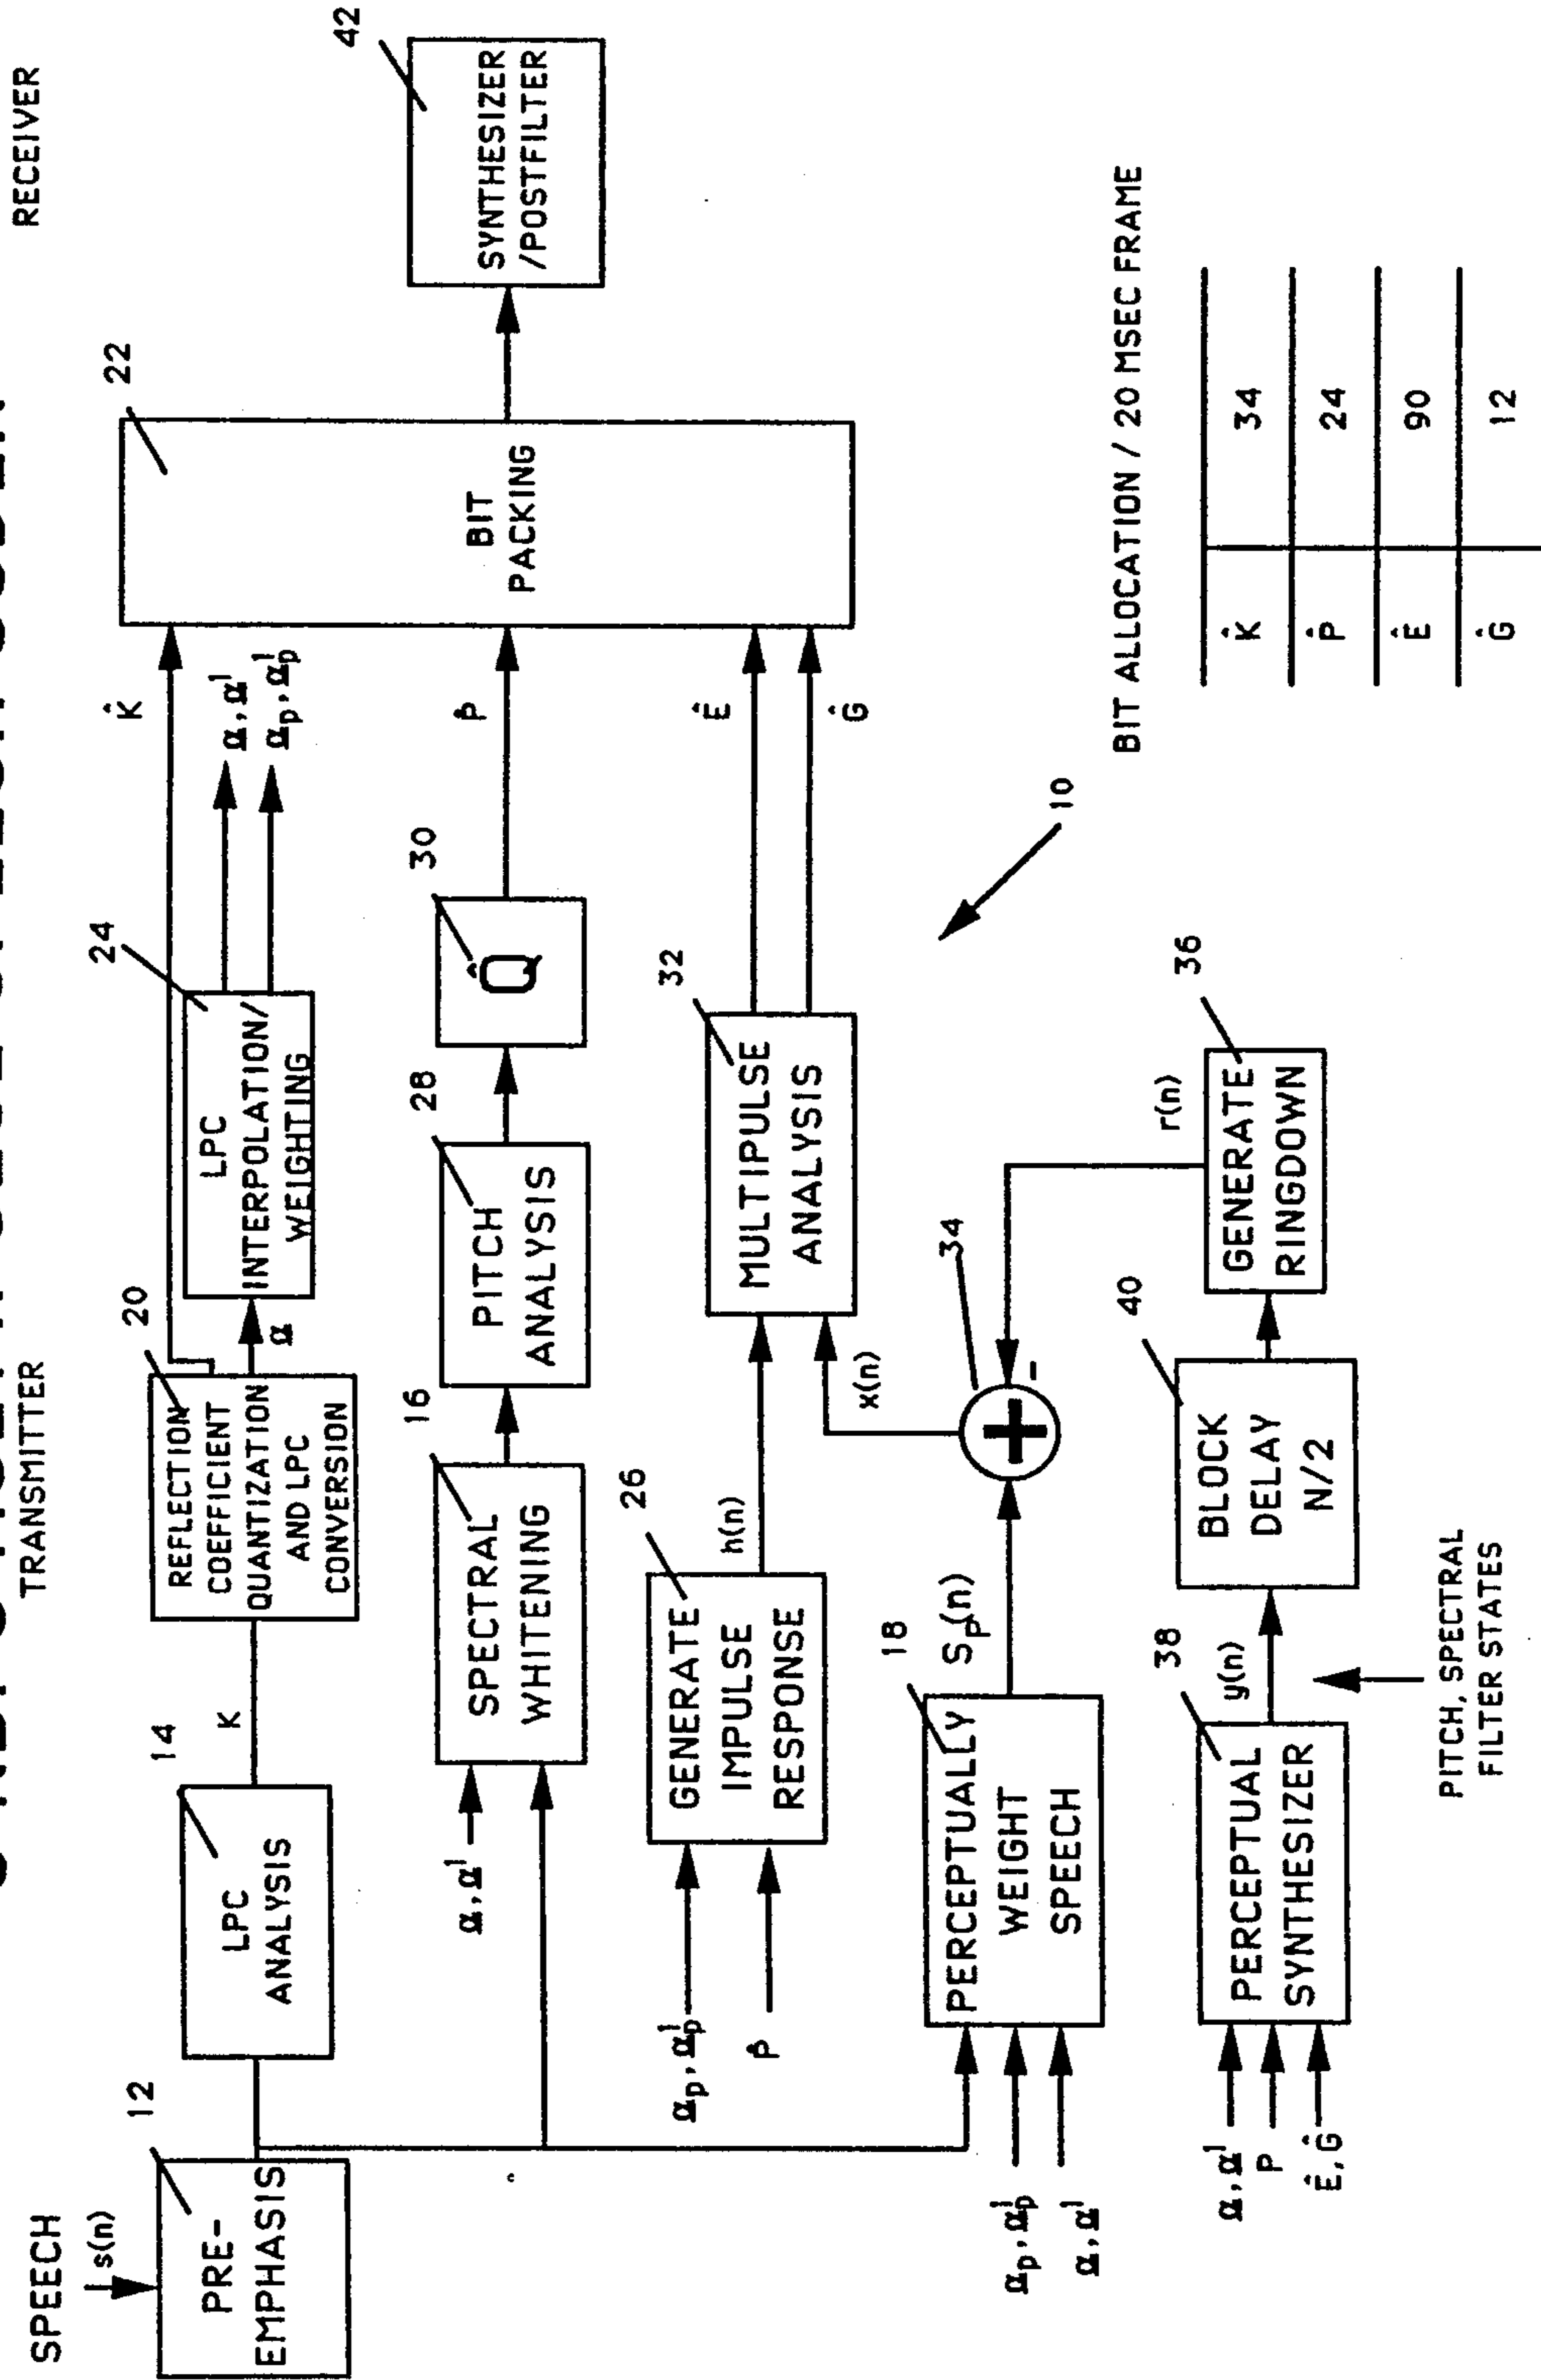 RECEIVER
TRANSMITTER
SPEECH
s(n)
12
PRE-
EMPHASIS
14
LPC
ANALYSIS
K
20
REFLECTION
COEFFICIENT
QUANTIZATION
AND LPC
CONVERSION
α
24
LPC
INTERPOLATION/
WEIGHTING
α, α'
αp, α'p
K̂
22
BIT
PACKING
42
SYNTHESIZER
/POSTFILTER
α, α'
16
SPECTRAL
WHITENING
28
PITCH
ANALYSIS
30
Q̂
P̂
αp, α'p
P̂
26
GENERATE
IMPULSE
RESPONSE
h(n)
32
MULTIPULSE
ANALYSIS
Ê
Ĝ
x(n)
αp, α'p
α, α'
18
PERCEPTUALLY
WEIGHT
SPEECH
Sp(n)
34
+
-
10
α, α'
P
Ê, Ĝ
38
PERCEPTUAL
SYNTHESIZER
y(n)
PITCH, SPECTRAL
FILTER STATES
40
BLOCK
DELAY
N/2
36
GENERATE
RINGDOWN
r(n)
BIT ALLOCATION / 20 MSEC FRAME
K̂ 34
P̂ 24
Ê 90
Ĝ 12